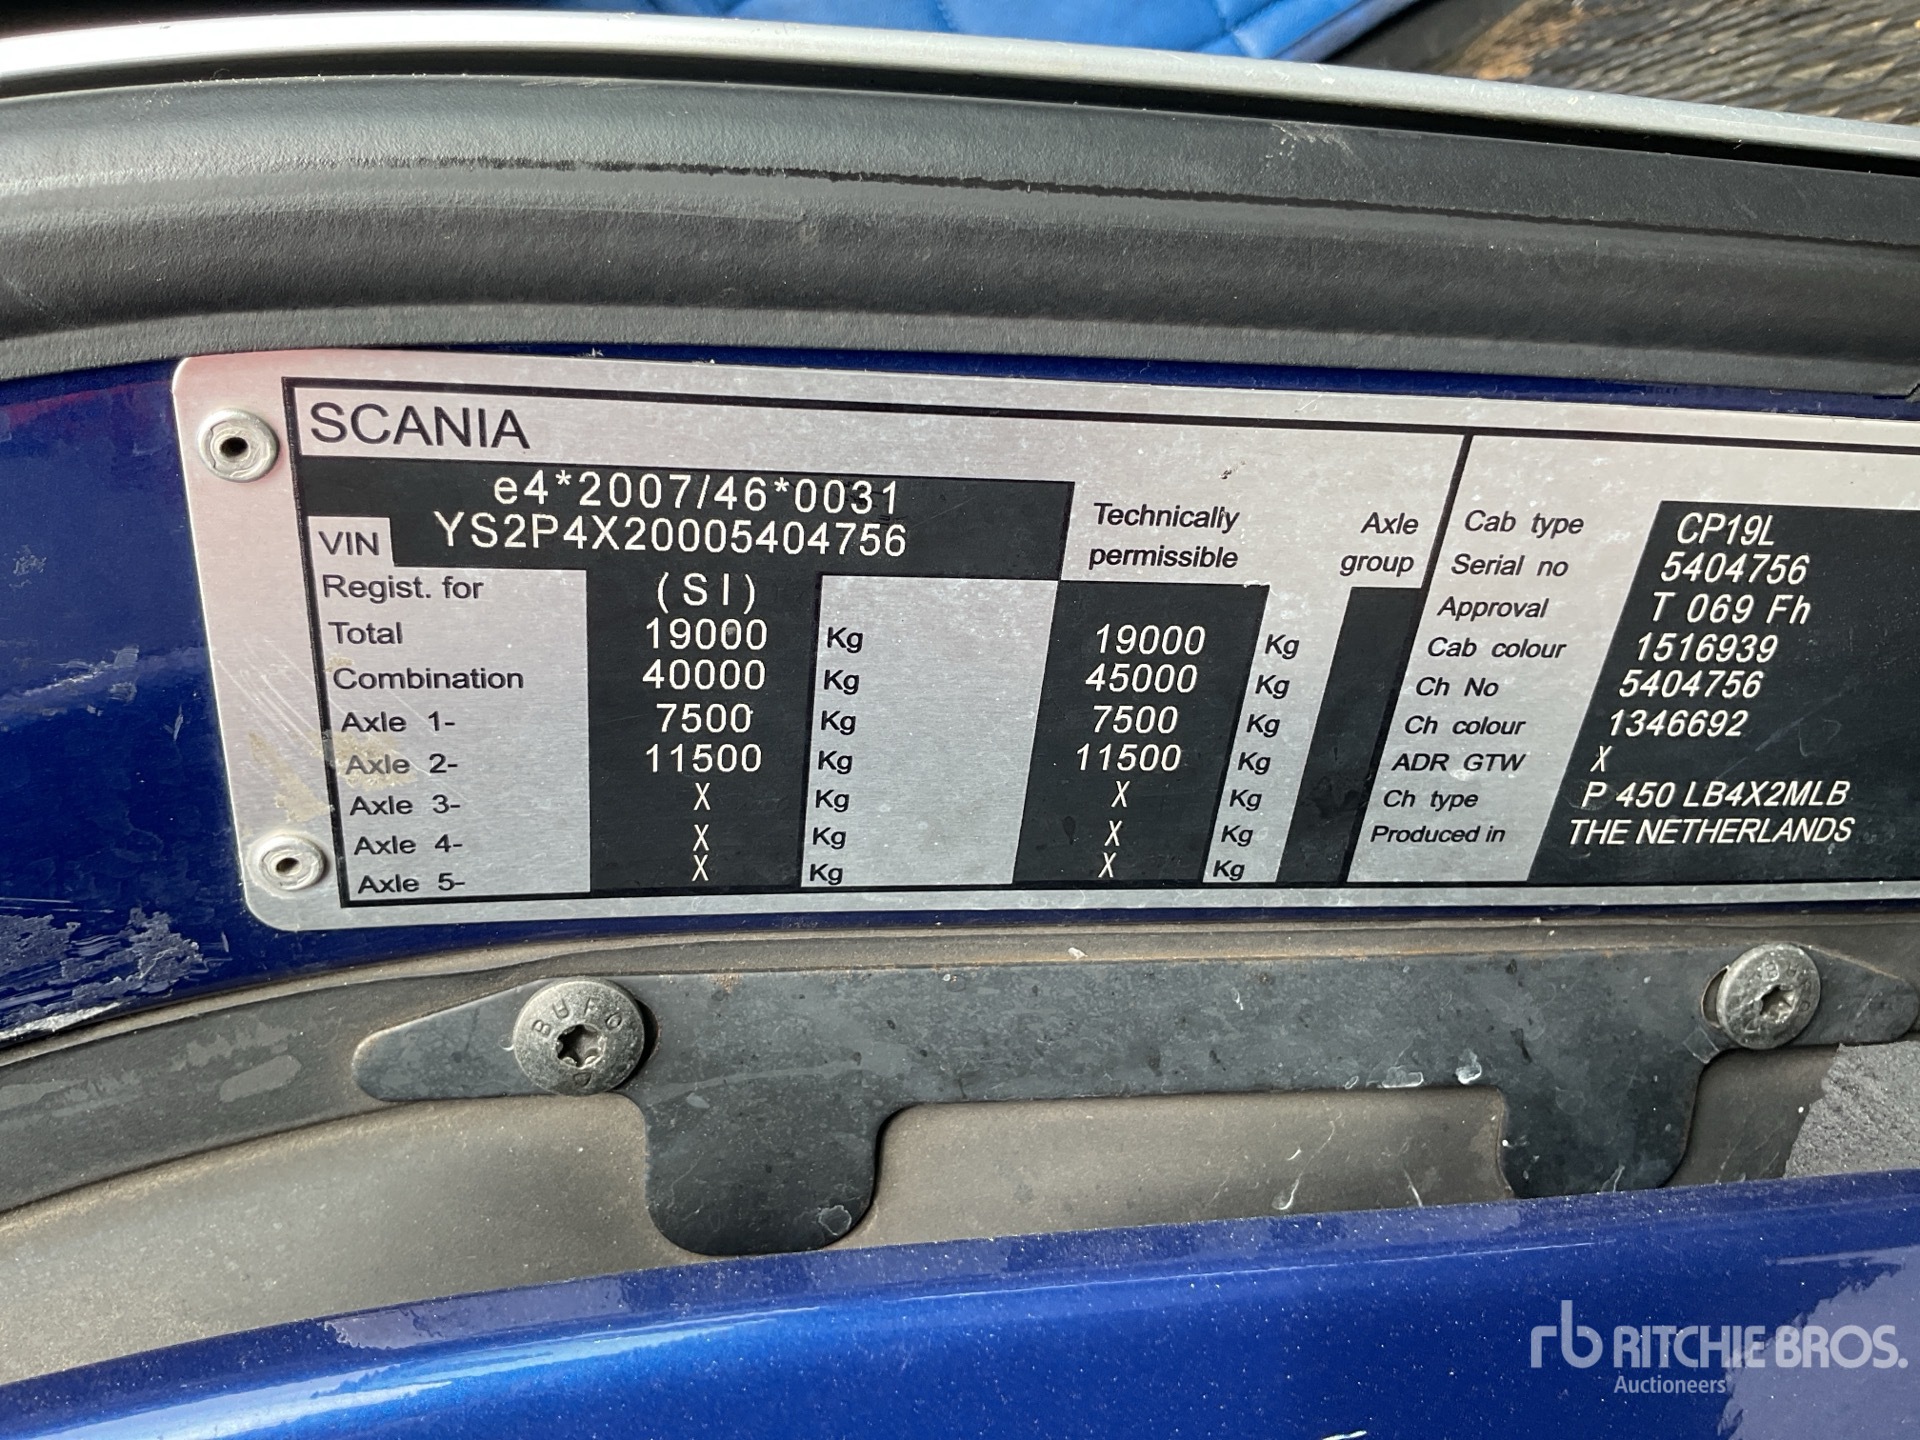 SCANIA
e4*2007/46*0031
VIN YS2P4X20005404756
Technically permissible
Axle group
Regist. for (SI)
Total 19000 Kg 19000 Kg
Combination 40000 Kg 45000 Kg
Axle 1- 7500 Kg 7500 Kg
Axle 2- 11500 Kg 11500 Kg
Axle 3- X Kg X Kg
Axle 4- X Kg X Kg
Axle 5- X Kg X Kg
Cab type CP19L
Serial no 5404756
Approval T 069 Fh
Cab colour 1516939
Ch No 5404756
Ch colour 1346692
ADR GTW X
Ch type P 450 LB4X2MLB
Produced in THE NETHERLANDS
BUFO
rb RITCHIE BROS.
Auctioneers